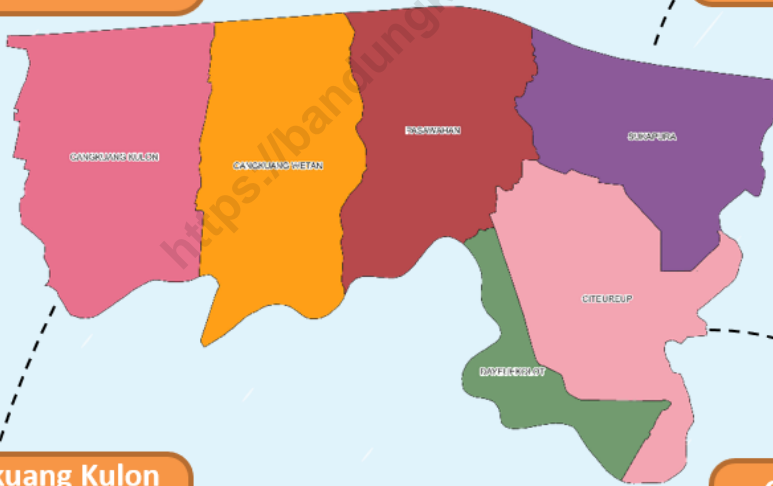 https://bandung
PASAWAHAN
SUKAPURA
CANGKUANG KULON
CANGKUANG WETAN
CITEUREUP
DAYEUHKOLOT
kuang Kulon